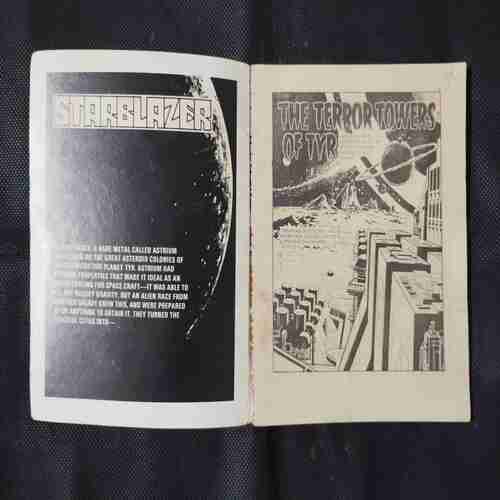 STARBLAZER
A RARE METAL CALLED ASTRIUM
THE GREAT ASTEROID COLONIES OF
PLANET TYR. ASTRIUM HAD
PROPERTIES THAT MADE IT IDEAL AS AN
FOR SPACE CRAFT—IT WAS ABLE TO
GRAVITY, BUT AN ALIEN RACE FROM
GALAXY KNEW THIS, AND WERE PREPARED
ANYTHING TO OBTAIN IT. THEY TURNED THE
CITIES INTO—
THE TERROR TOWERS
OF TYR